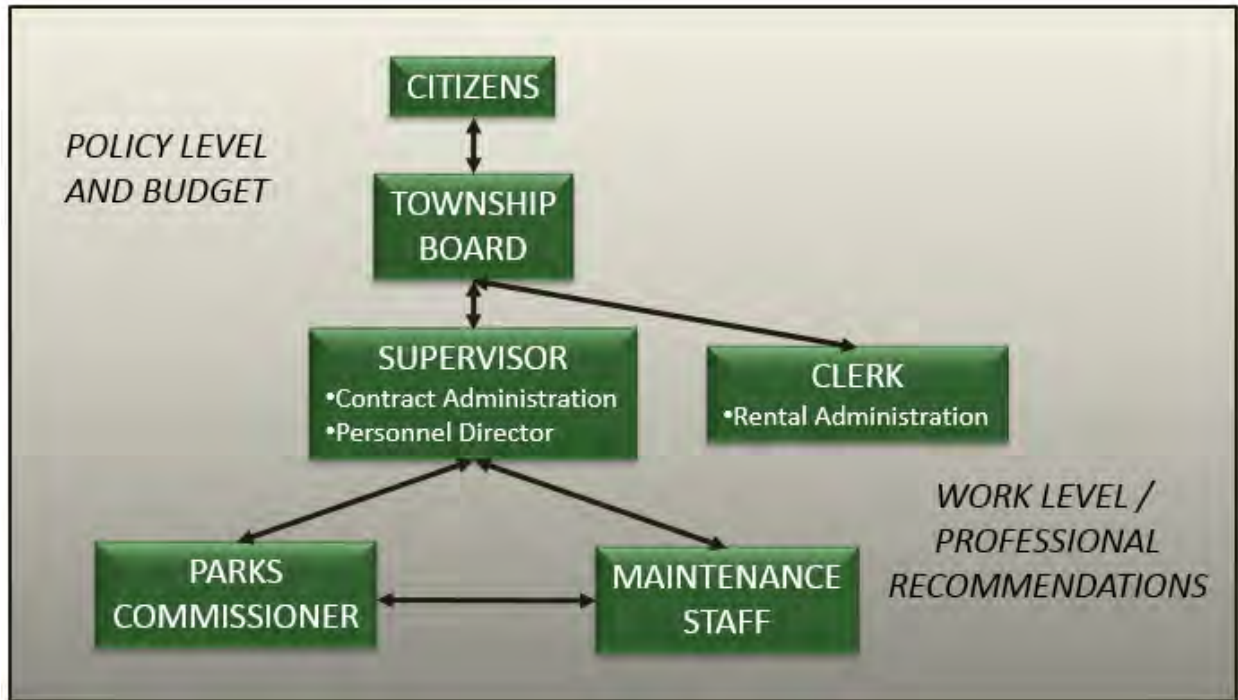 CITIZENS
POLICY LEVEL
AND BUDGET
TOWNSHIP
BOARD
SUPERVISOR
•Contract Administration
•Personnel Director
CLERK
•Rental Administration
WORK LEVEL /
PROFESSIONAL
RECOMMENDATIONS
PARKS
COMMISSIONER
MAINTENANCE
STAFF